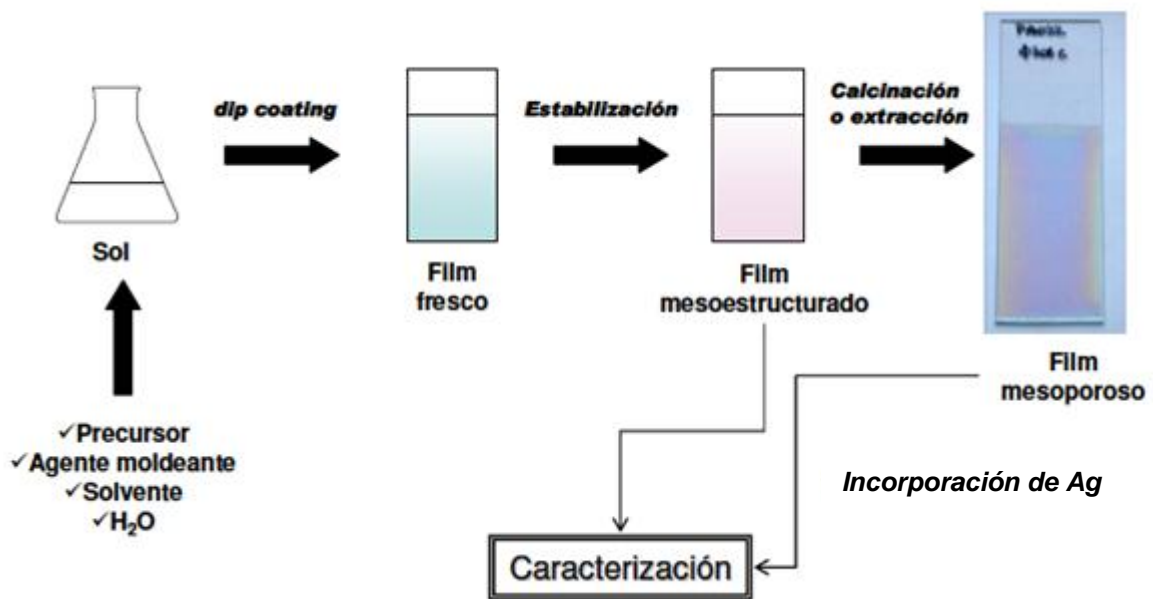 dip coating
Estabilización
Calcinación
o extracción
Sol
Film
fresco
Film
mesoestructurado
Film
mesoporoso
✓Precursor
✓Agente moldeante
✓Solvente
✓H₂O
Incorporación de Ag
Caracterización